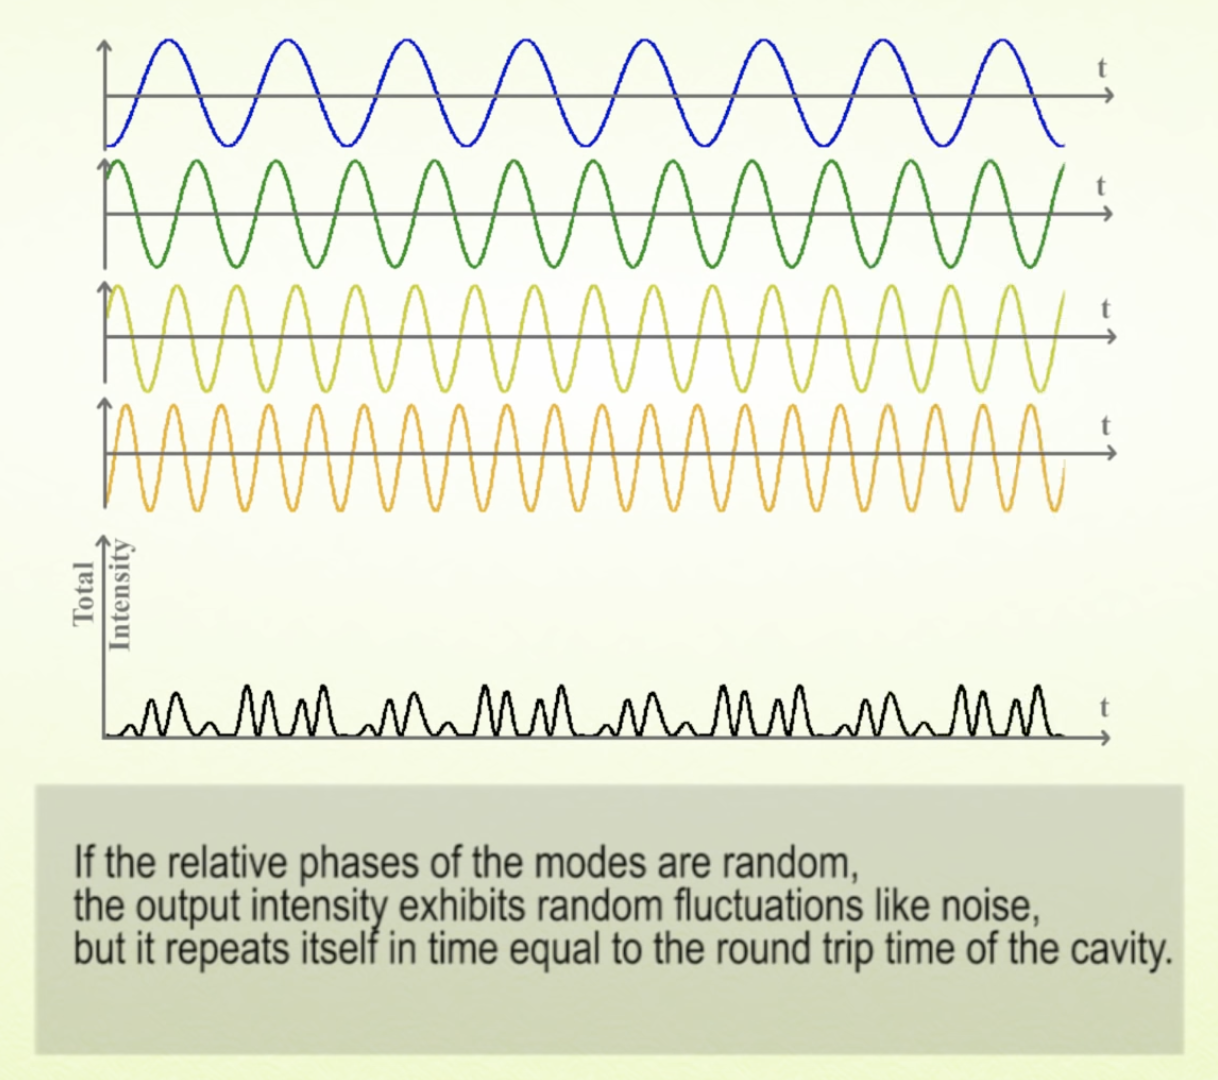 t
t
t
t
Total
Intensity
t
If the relative phases of the modes are random,
the output intensity exhibits random fluctuations like noise,
but it repeats itself in time equal to the round trip time of the cavity.